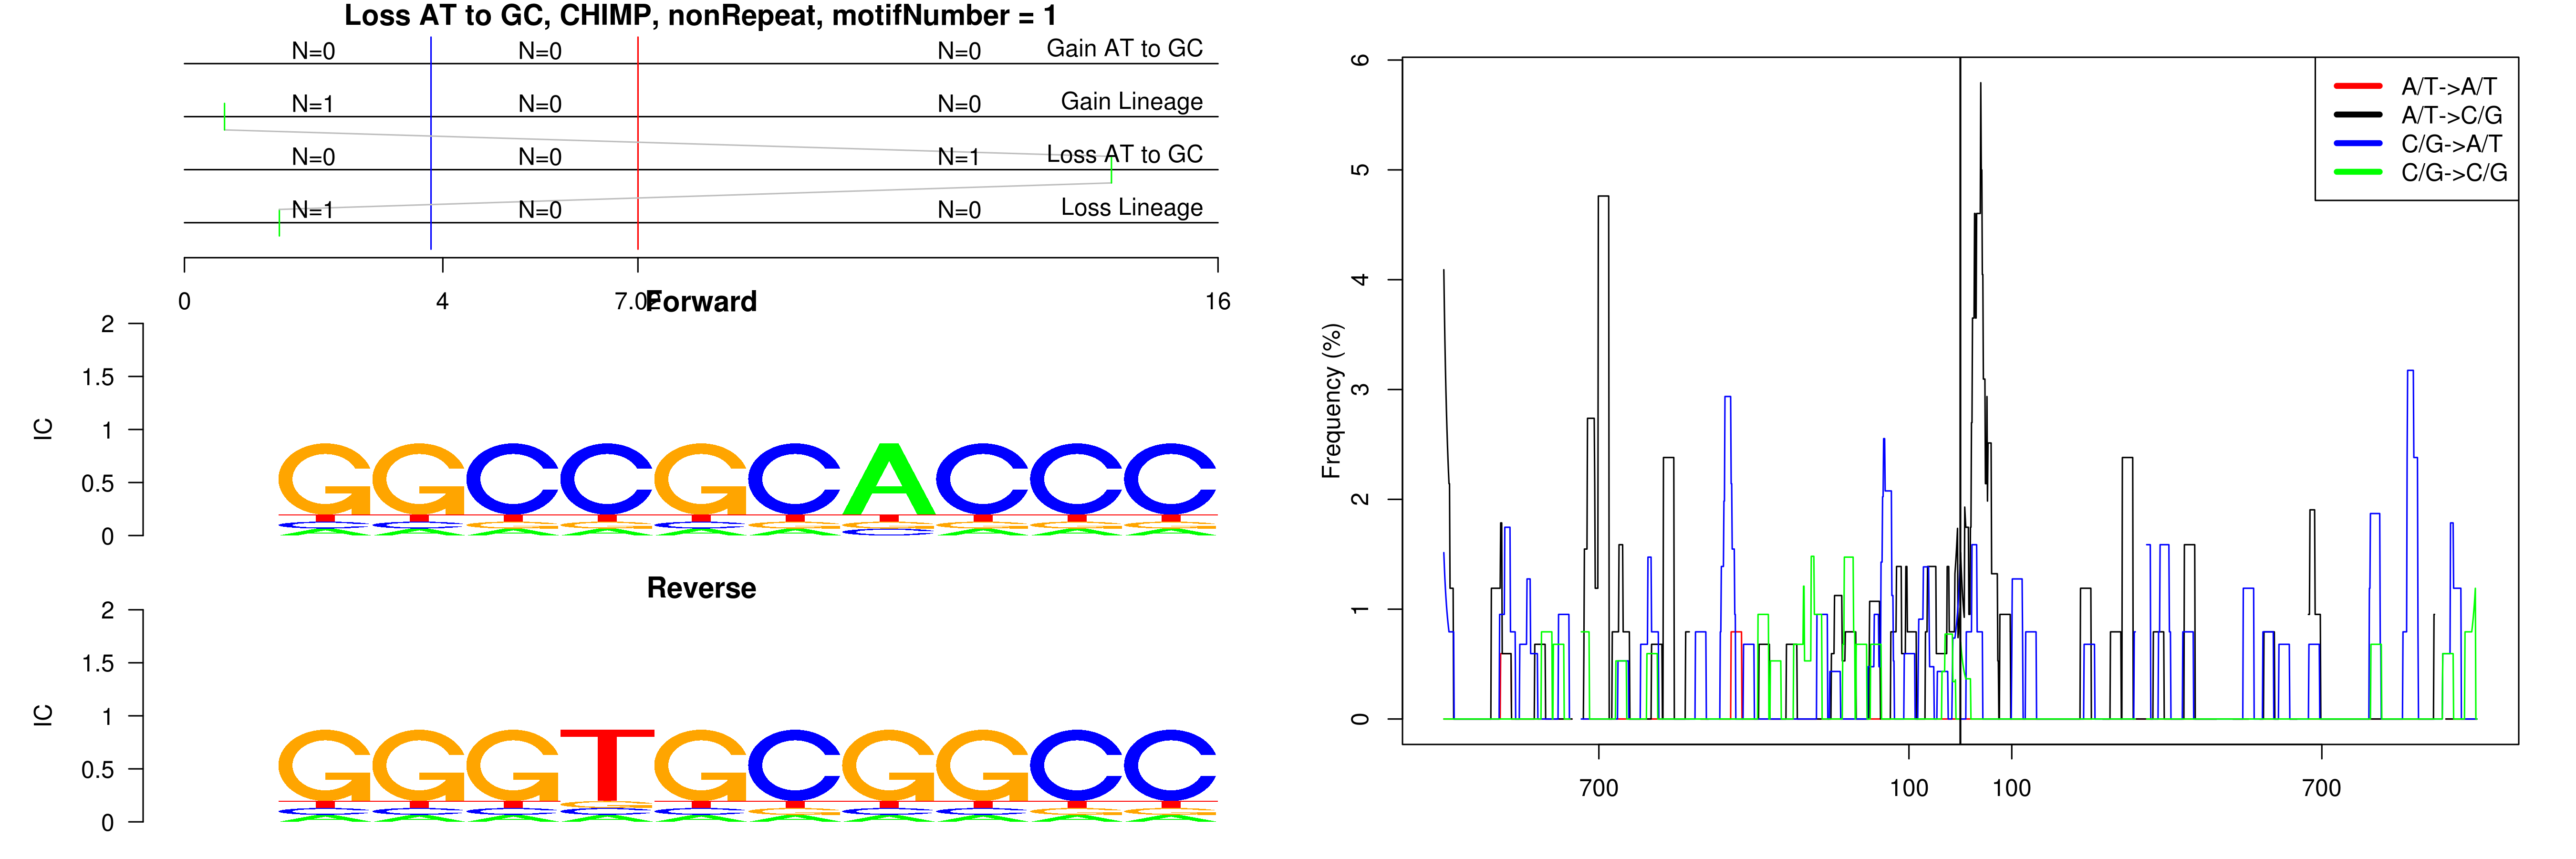 Loss AT to GC, CHIMP, nonRepeat, motifNumber = 1
N=0 N=0 N=0 Gain AT to GC
N=1 N=0 N=0 Gain Lineage
N=0 N=0 N=1 Loss AT to GC
N=1 N=0 N=0 Loss Lineage
0 4 7.02 16
Forward
2
1.5
1
0.5
0
IC
GGCCGCACCC
Reverse
2
1.5
1
0.5
0
IC
GGGTGCGGCC
6
5
4
3
2
1
0
Frequency (%)
A/T->A/T
A/T->C/G
C/G->A/T
C/G->C/G
700 100 100 700